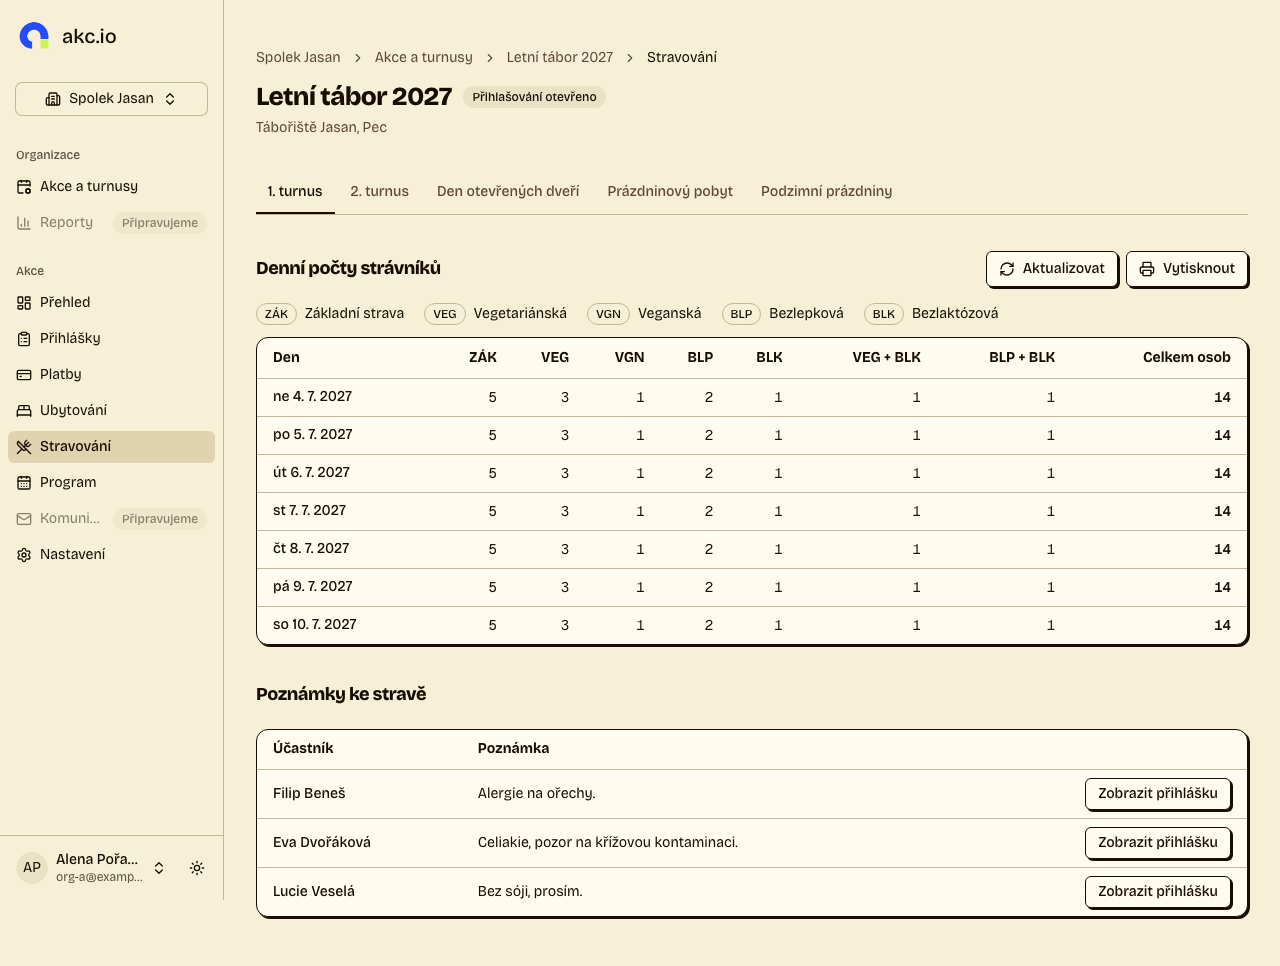 akc.io
Spolek Jasan
Organizace
Akce a turnusy
Reporty Připravujeme
Akce
Přehled
Přihlášky
Platby
Ubytování
Stravování
Program
Komuni... Připravujeme
Nastavení
AP
Alena Pořa...
org-a@examp...
Spolek Jasan > Akce a turnusy > Letní tábor 2027 > Stravování
Letní tábor 2027 Přihlašování otevřeno
Tábořiště Jasan, Pec
1. turnus 2. turnus Den otevřených dveří Prázdninový pobyt Podzimní prázdniny
Denní počty strávníků Aktualizovat Vytisknout
ZÁK Základní strava VEG Vegetariánská VGN Veganská BLP Bezlepková BLK Bezlaktózová
Den ZÁK VEG VGN BLP BLK VEG + BLK BLP + BLK Celkem osob
ne 4. 7. 2027 5 3 1 2 1 1 1 14
po 5. 7. 2027 5 3 1 2 1 1 1 14
út 6. 7. 2027 5 3 1 2 1 1 1 14
st 7. 7. 2027 5 3 1 2 1 1 1 14
čt 8. 7. 2027 5 3 1 2 1 1 1 14
pá 9. 7. 2027 5 3 1 2 1 1 1 14
so 10. 7. 2027 5 3 1 2 1 1 1 14
Poznámky ke stravě
Účastník Poznámka
Filip Beneš Alergie na ořechy. Zobrazit přihlášku
Eva Dvořáková Celiakie, pozor na křížovou kontaminaci. Zobrazit přihlášku
Lucie Veselá Bez sóji, prosím. Zobrazit přihlášku